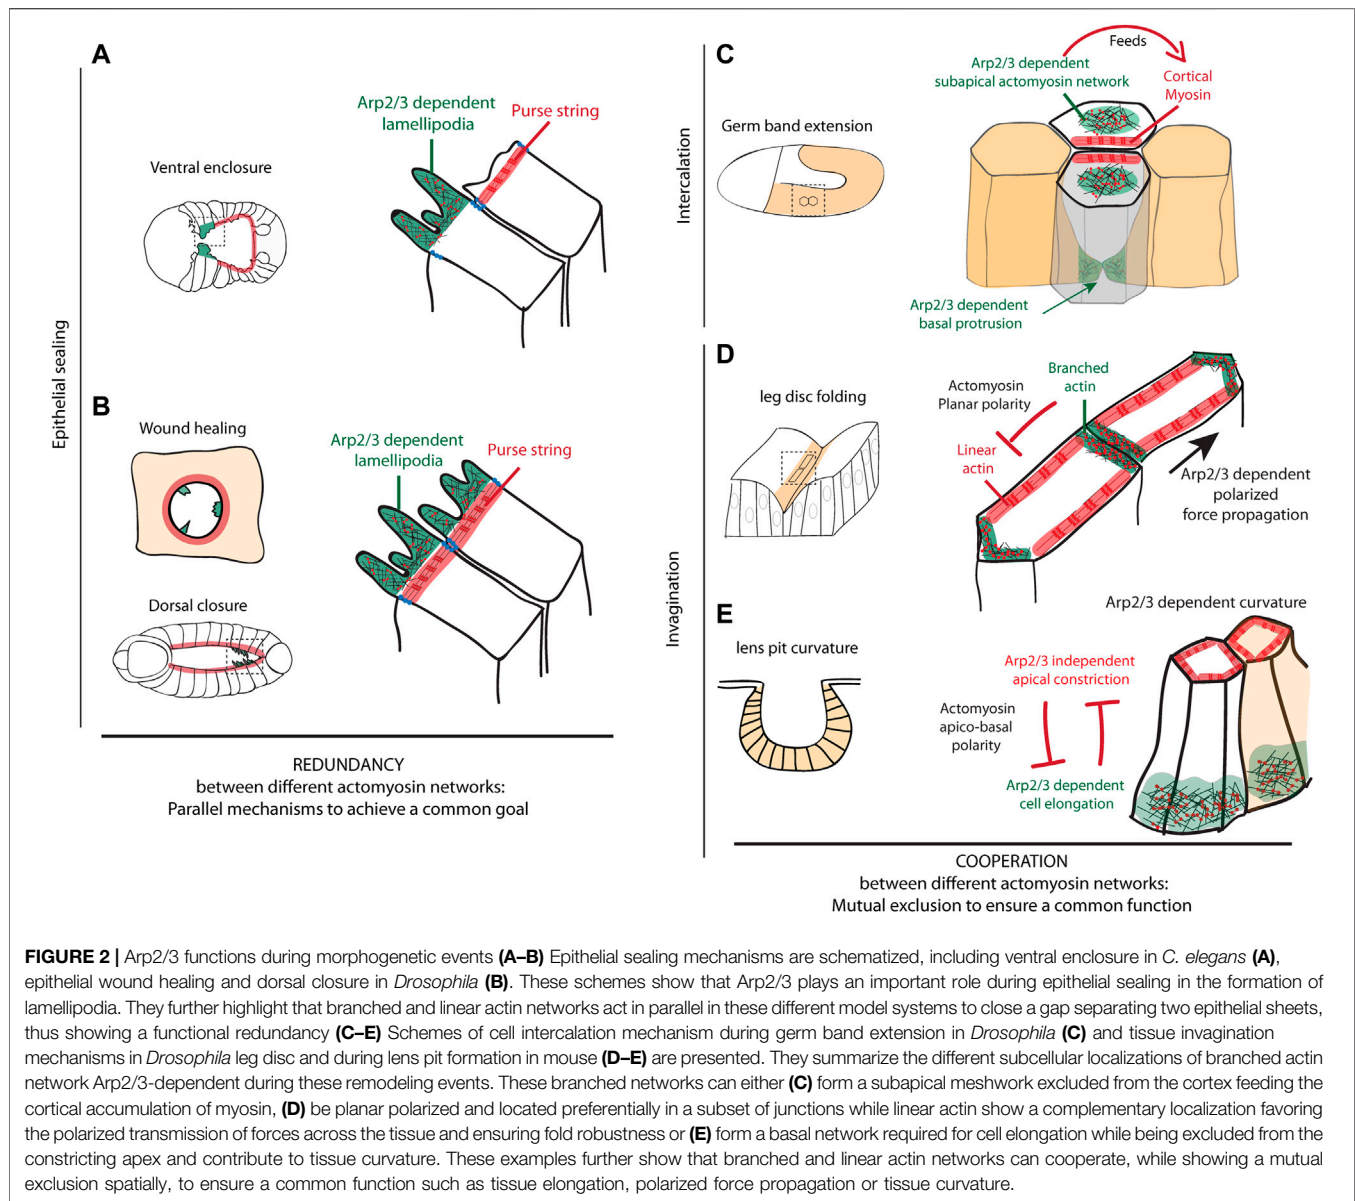 A
Epithelial sealing
Ventral enclosure
Arp2/3 dependent
lamellipodia
Purse string
B
Wound healing
Arp2/3 dependent
lamellipodia
Purse string
Dorsal closure
REDUNDANCY
between different actomyosin networks:
Parallel mechanisms to achieve a common goal
C
Intercalation
Germ band extension
Feeds
Arp2/3 dependent
subapical actomyosin network
Cortical
Myosin
Arp2/3 dependent
basal protrusion
D
Invagination
leg disc folding
Actomyosin
Planar polarity
Branched
actin
Linear
actin
Arp2/3 dependent
polarized
force propagation
E
lens pit curvature
Arp2/3 dependent curvature
Arp2/3 independent
apical constriction
Actomyosin
apico-basal
polarity
Arp2/3 dependent
cell elongation
COOPERATION
between different actomyosin networks:
Mutual exclusion to ensure a common function
FIGURE 2 | Arp2/3 functions during morphogenetic events (A–B) Epithelial sealing mechanisms are schematized, including ventral enclosure in C. elegans (A),
epithelial wound healing and dorsal closure in Drosophila (B). These schemes show that Arp2/3 plays an important role during epithelial sealing in the formation of
lamellipodia. They further highlight that branched and linear actin networks act in parallel in these different model systems to close a gap separating two epithelial sheets,
thus showing a functional redundancy (C–E) Schemes of cell intercalation mechanism during germ band extension in Drosophila (C) and tissue invagination
mechanisms in Drosophila leg disc and during lens pit formation in mouse (D–E) are presented. They summarize the different subcellular localizations of branched actin
network Arp2/3-dependent during these remodeling events. These branched networks can either (C) form a subapical meshwork excluded from the cortex feeding the
cortical accumulation of myosin, (D) be planar polarized and located preferentially in a subset of junctions while linear actin show a complementary localization favoring
the polarized transmission of forces across the tissue and ensuring fold robustness or (E) form a basal network required for cell elongation while being excluded from the
constricting apex and contribute to tissue curvature. These examples further show that branched and linear actin networks can cooperate, while showing a mutual
exclusion spatially, to ensure a common function such as tissue elongation, polarized force propagation or tissue curvature.